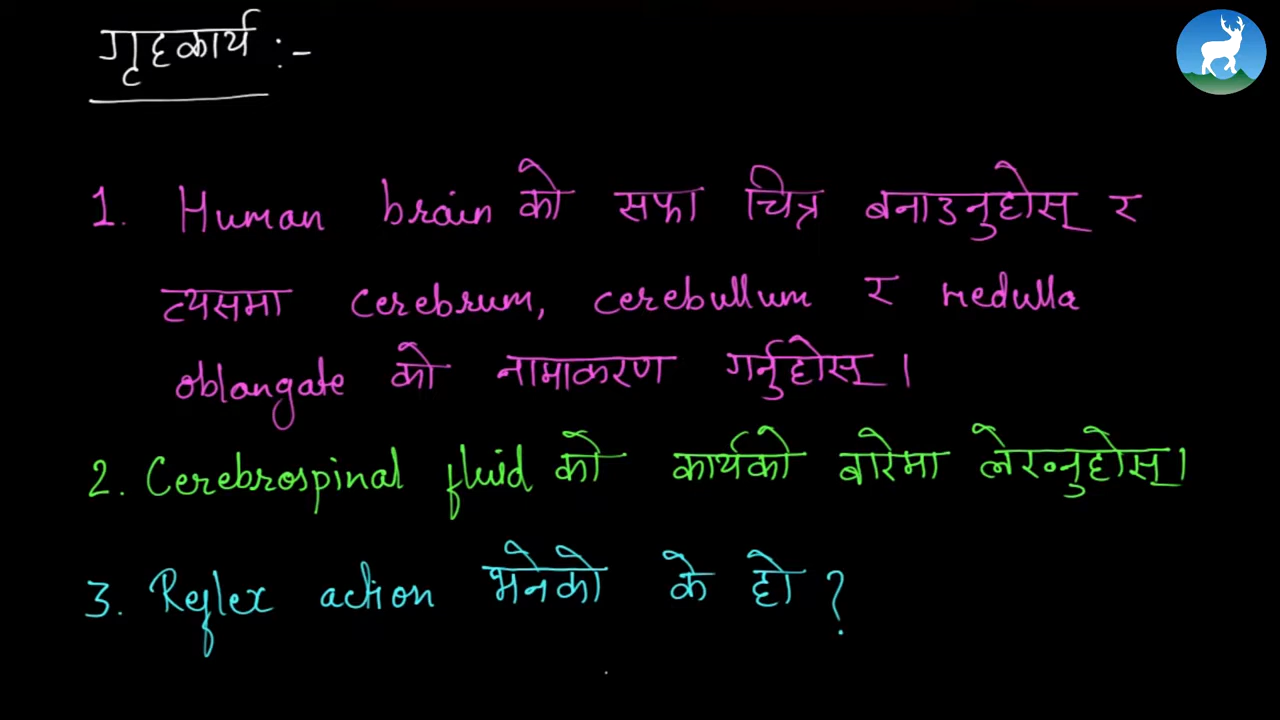 गृहकार्य :-
1. Human brain को सफा चित्र बनाउनुहोस् र
त्यसमा cerebrum, cerebullum र medulla
oblangate को नामाकरण गर्नुहोस् ।
2. Cerebrospinal fluid को कार्यको बारेमा लेख्नुहोस् ।
3. Reflex action भनेको के हो ?